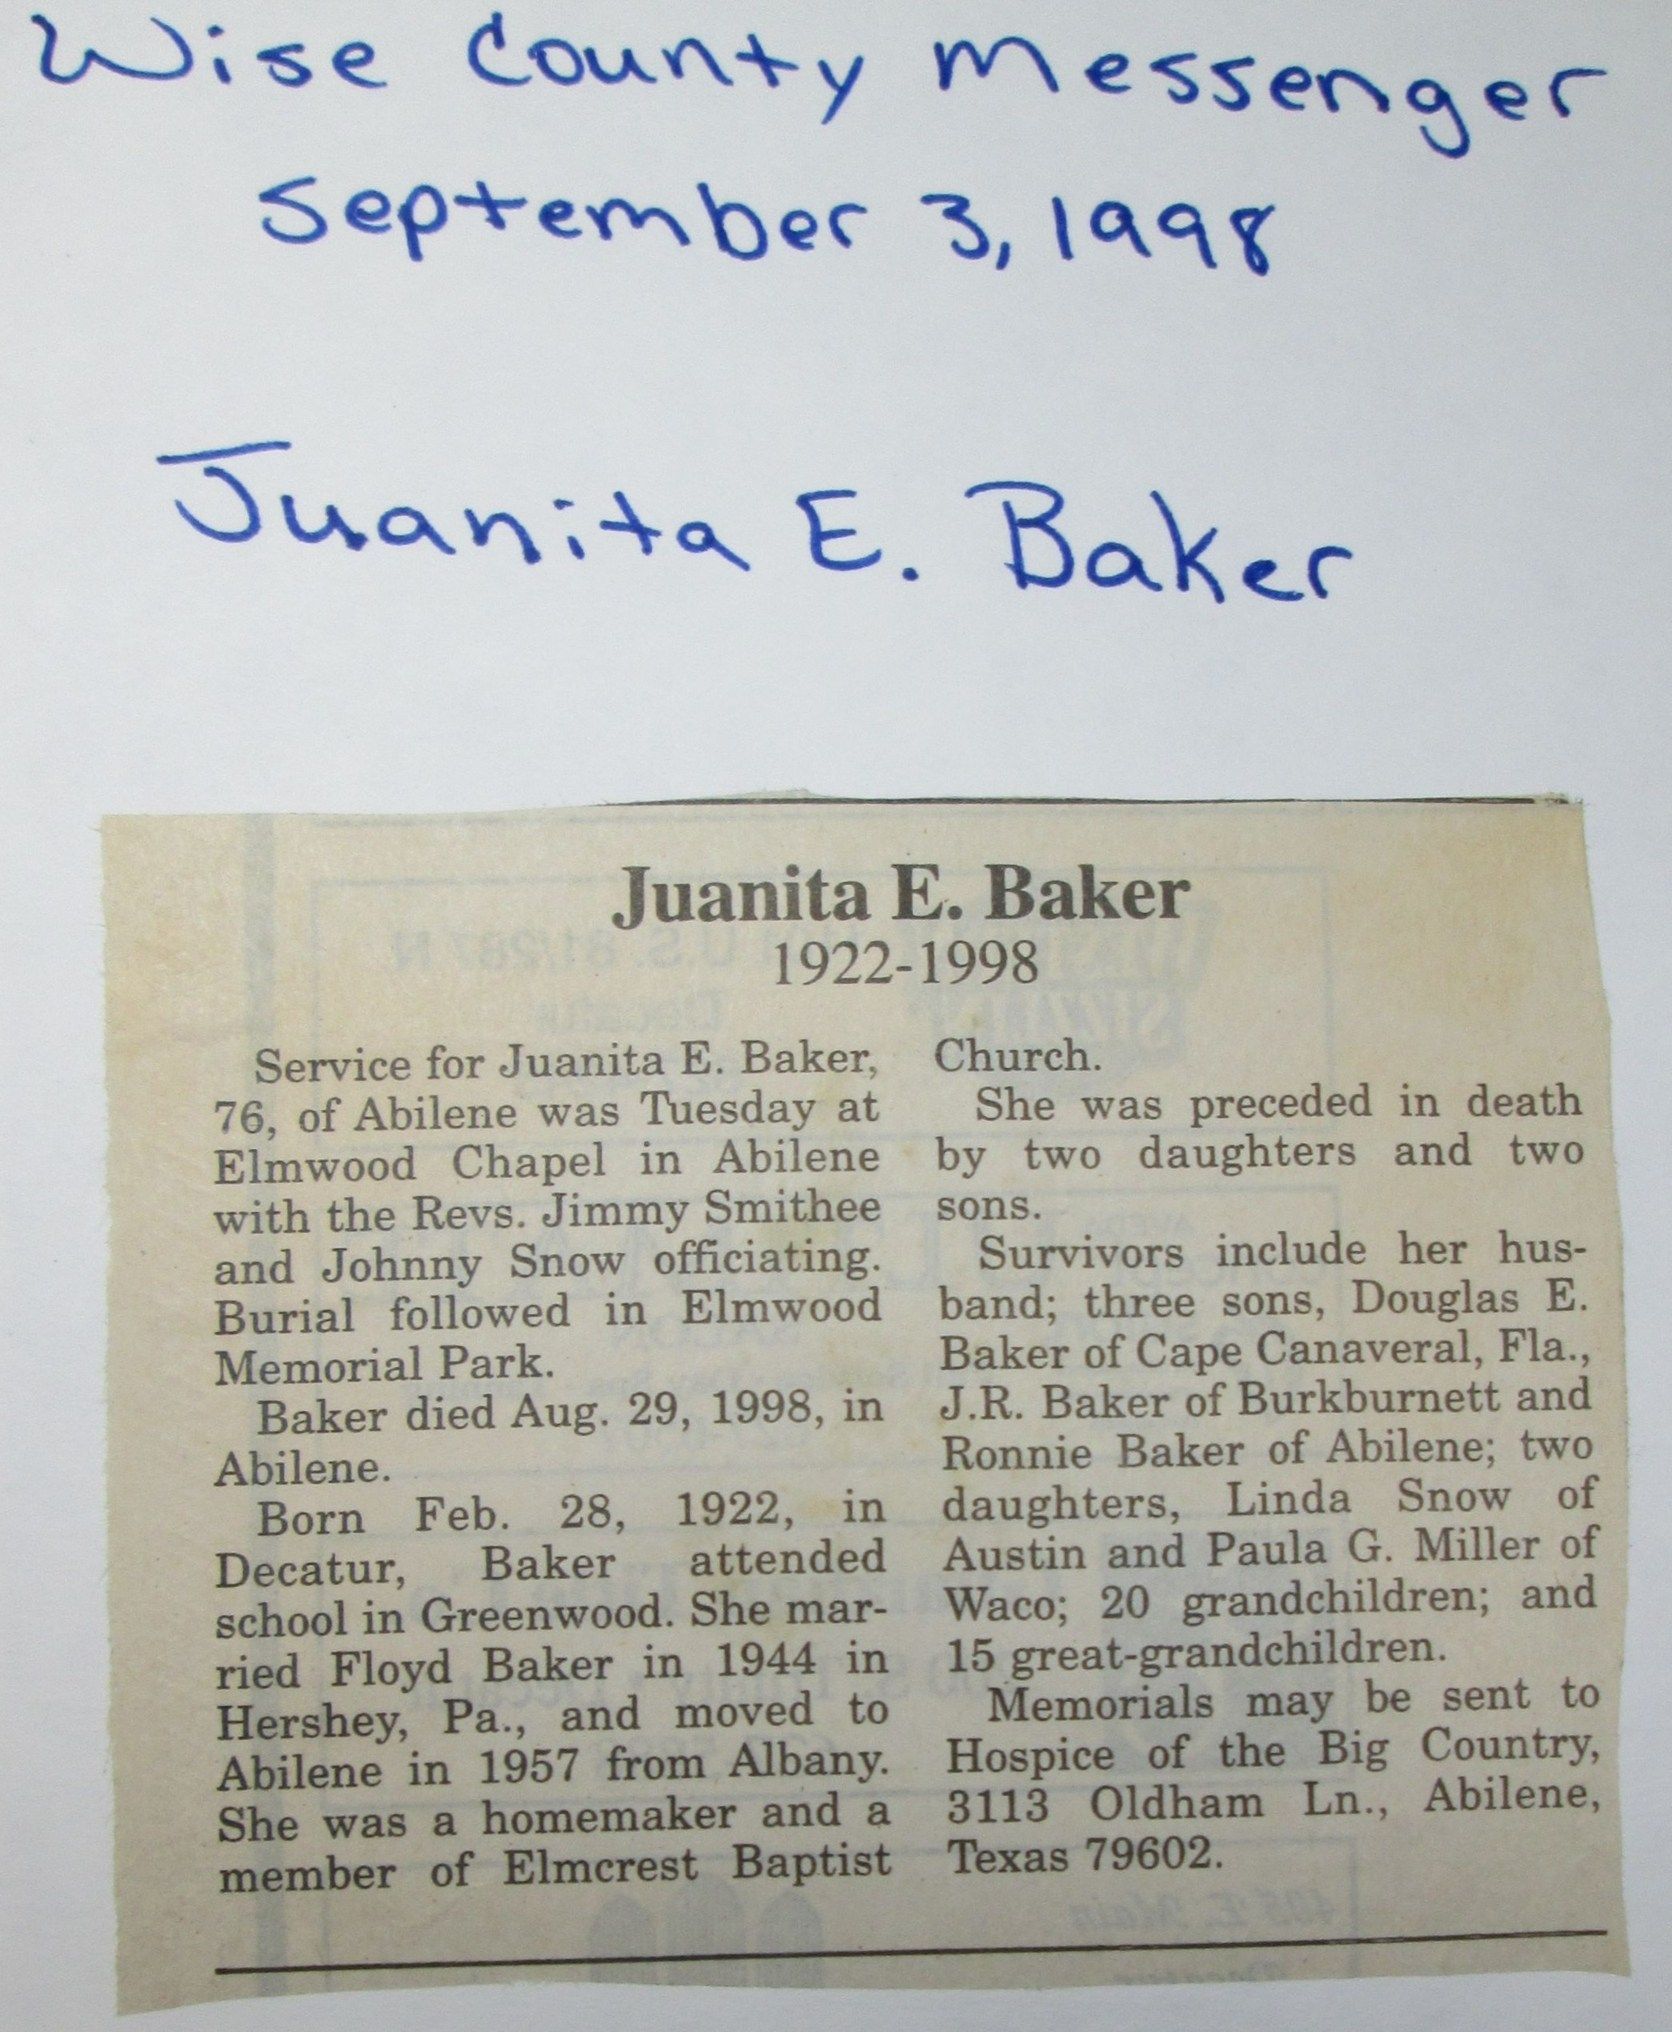 Wise County Messenger
September 3, 1998
Juanita E. Baker
Juanita E. Baker
1922-1998
Service for Juanita E. Baker,
76, of Abilene was Tuesday at
Elmwood Chapel in Abilene
with the Revs. Jimmy Smithee
and Johnny Snow officiating.
Burial followed in Elmwood
Memorial Park.
Baker died Aug. 29, 1998, in
Abilene.
Born Feb. 28, 1922, in
Decatur, Baker attended
school in Greenwood. She mar-
ried Floyd Baker in 1944 in
Hershey, Pa., and moved to
Abilene in 1957 from Albany.
She was a homemaker and a
member of Elmcrest Baptist
Church.
She was preceded in death
by two daughters and two
sons.
Survivors include her hus-
band; three sons, Douglas E.
Baker of Cape Canaveral, Fla.,
J.R. Baker of Burkburnett and
Ronnie Baker of Abilene; two
daughters, Linda Snow of
Austin and Paula G. Miller of
Waco; 20 grandchildren; and
15 great-grandchildren.
Memorials may be sent to
Hospice of the Big Country,
3113 Oldham Ln., Abilene,
Texas 79602.